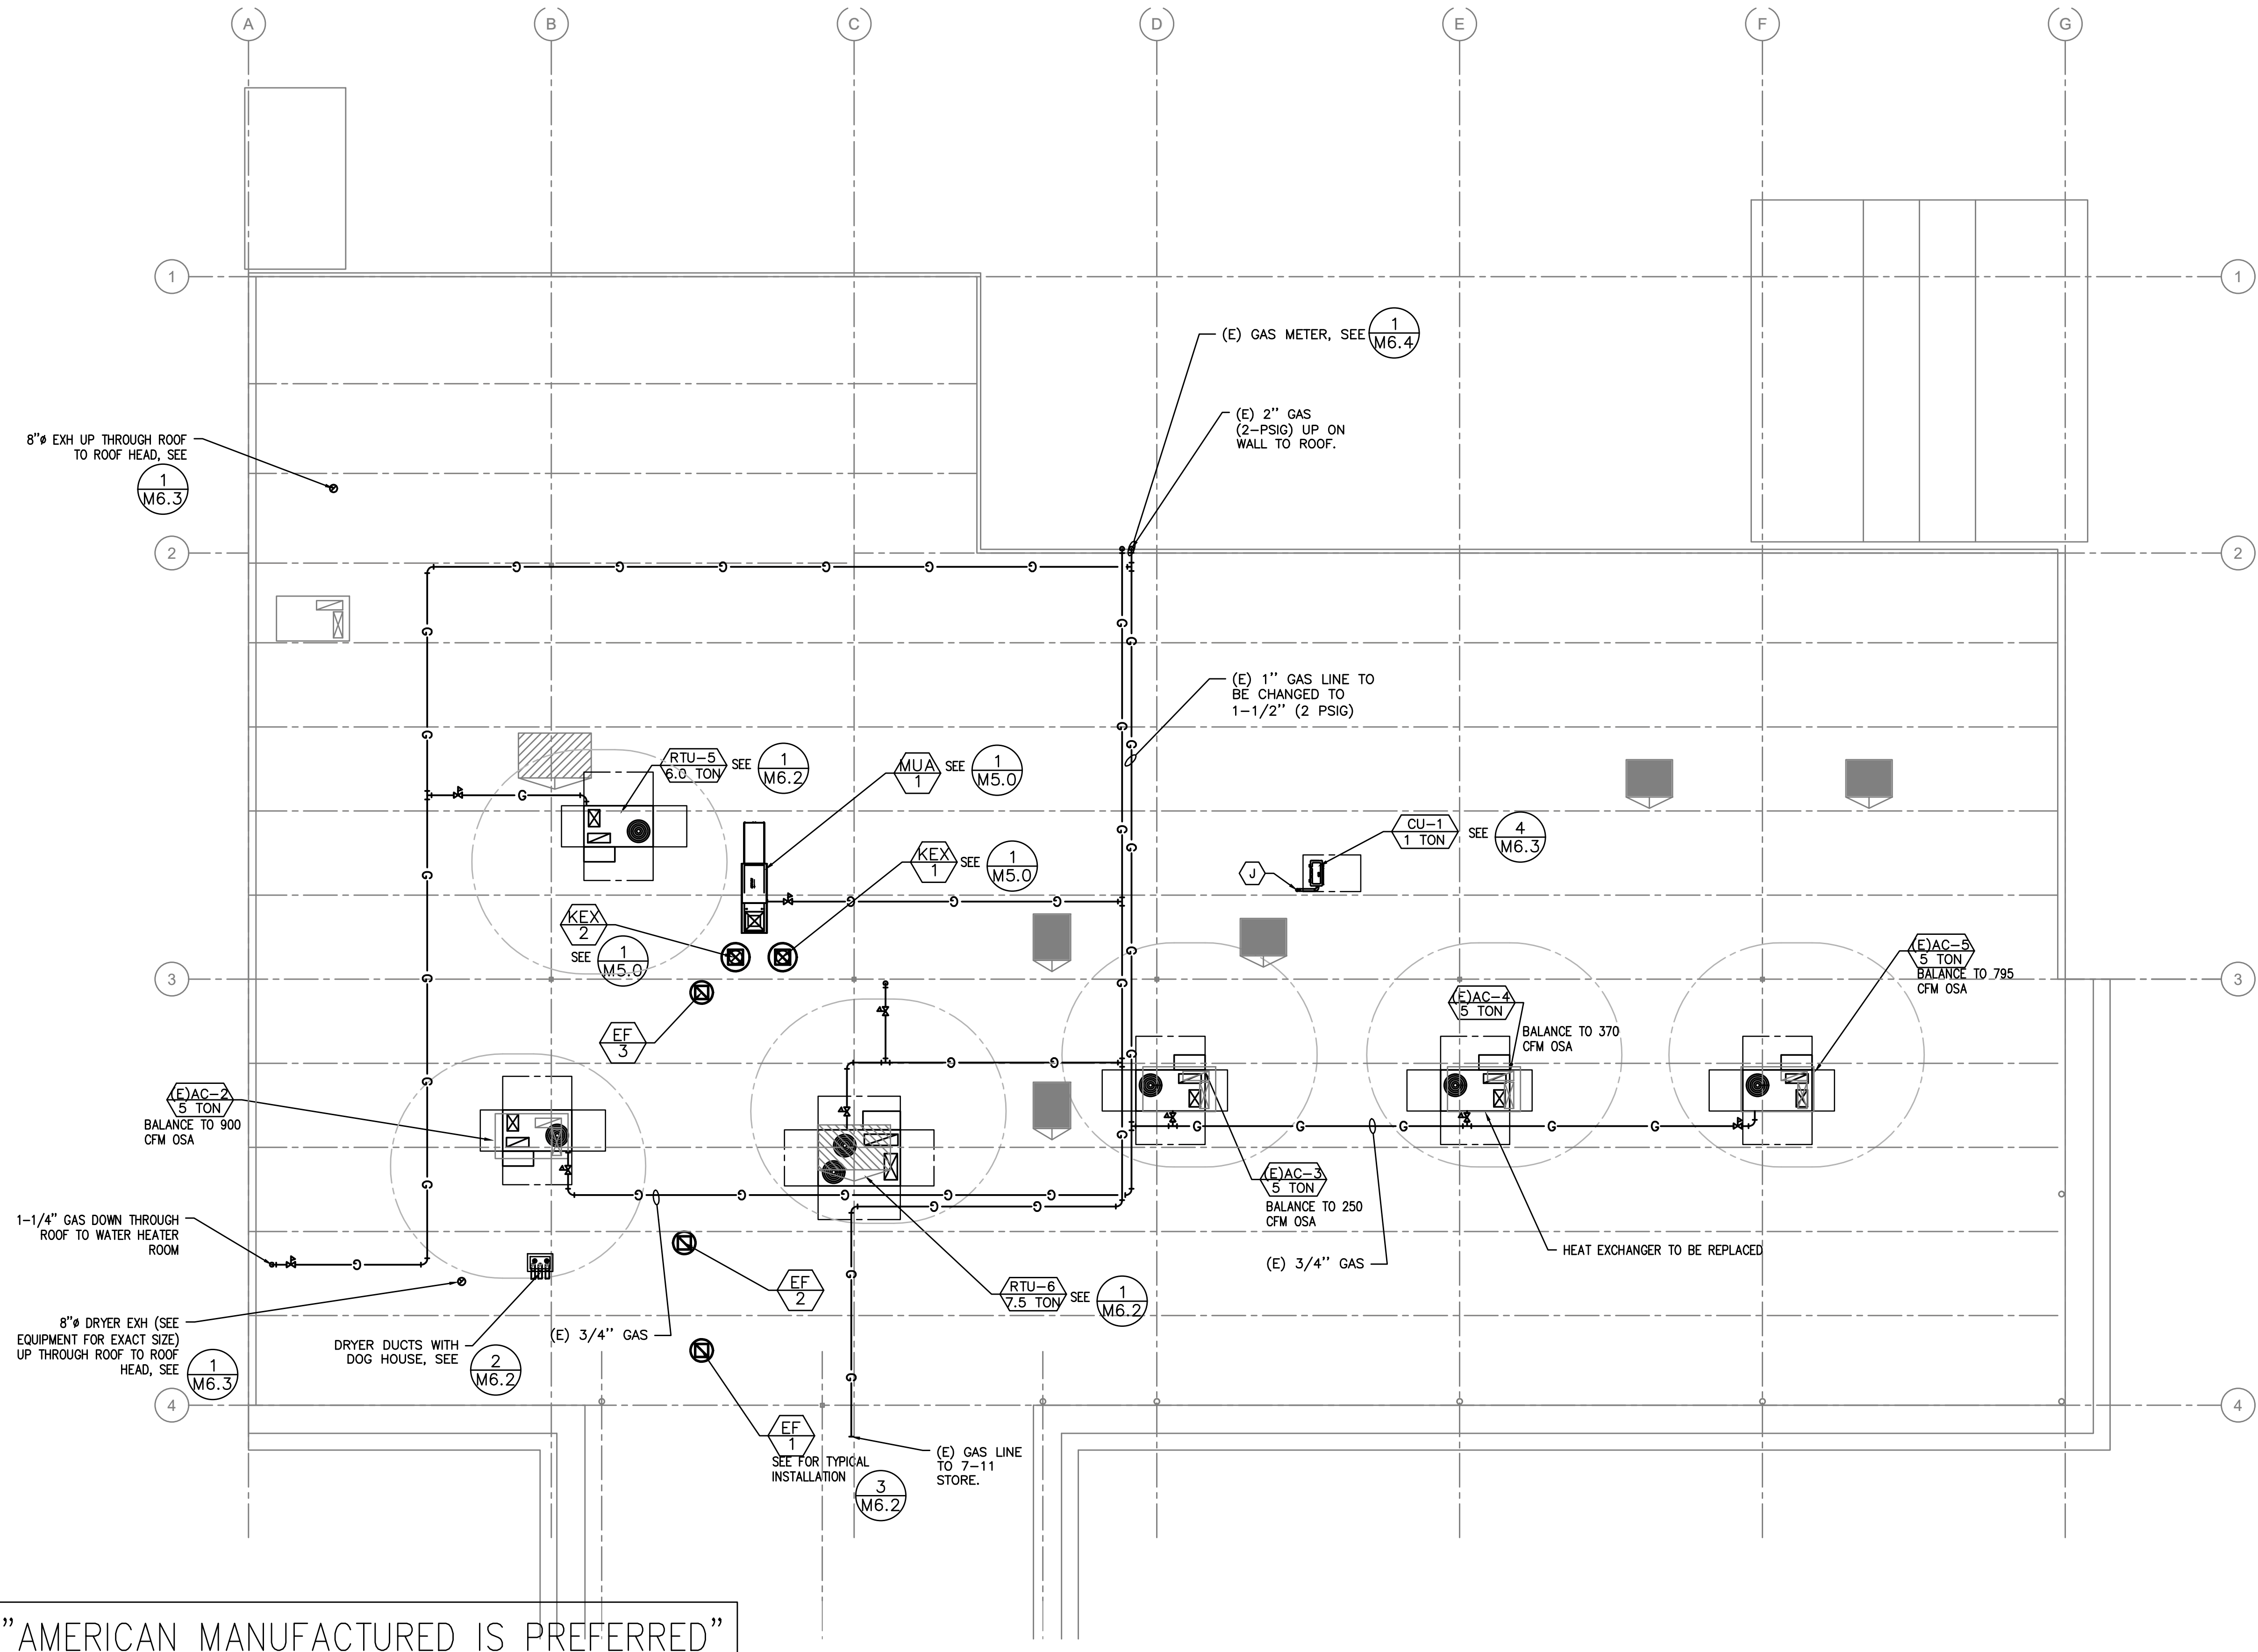 A
B
C
D
E
F
G
1
1
(E) GAS METER, SEE
1
M6.4
(E) 2'' GAS
(2-PSIG) UP ON
WALL TO ROOF.
8''ø EXH UP THROUGH ROOF
TO ROOF HEAD, SEE
1
M6.3
2
2
G
G
G
G
G
G
G
G
G
(E) 1'' GAS LINE TO
BE CHANGED TO
1-1/2'' (2 PSIG)
G
G
G
RTU-5
6.0 TON
SEE
1
M6.2
MUA
1
SEE
1
M5.0
G
CU-1
1 TON
SEE
4
M6.3
G
G
KEX
1
SEE
1
M5.0
J
G
G
G
G
G
KEX
2
SEE
1
M5.0
G
(E)AC-5
5 TON
BALANCE TO 795
CFM OSA
3
3
G
G
(E)AC-4
5 TON
BALANCE TO 370
CFM OSA
EF
3
G
G
G
G
(E)AC-2
5 TON
BALANCE TO 900
CFM OSA
G
G
G
G
G
G
G
(E)AC-3
5 TON
BALANCE TO 250
CFM OSA
G
G
G
G
G
G
G
G
1-1/4'' GAS DOWN THROUGH
ROOF TO WATER HEATER
ROOM
G
HEAT EXCHANGER TO BE REPLACED
(E) 3/4'' GAS
EF
2
G
RTU-6
7.5 TON
SEE
1
M6.2
8''ø DRYER EXH (SEE
EQUIPMENT FOR EXACT SIZE)
UP THROUGH ROOF TO ROOF
HEAD, SEE
1
M6.3
DRYER DUCTS WITH
DOG HOUSE, SEE
2
M6.2
(E) 3/4'' GAS
G
4
4
EF
1
SEE FOR TYPICAL
INSTALLATION
3
M6.2
(E) GAS LINE
TO 7-11
STORE.
''AMERICAN MANUFACTURED IS PREFERRED''